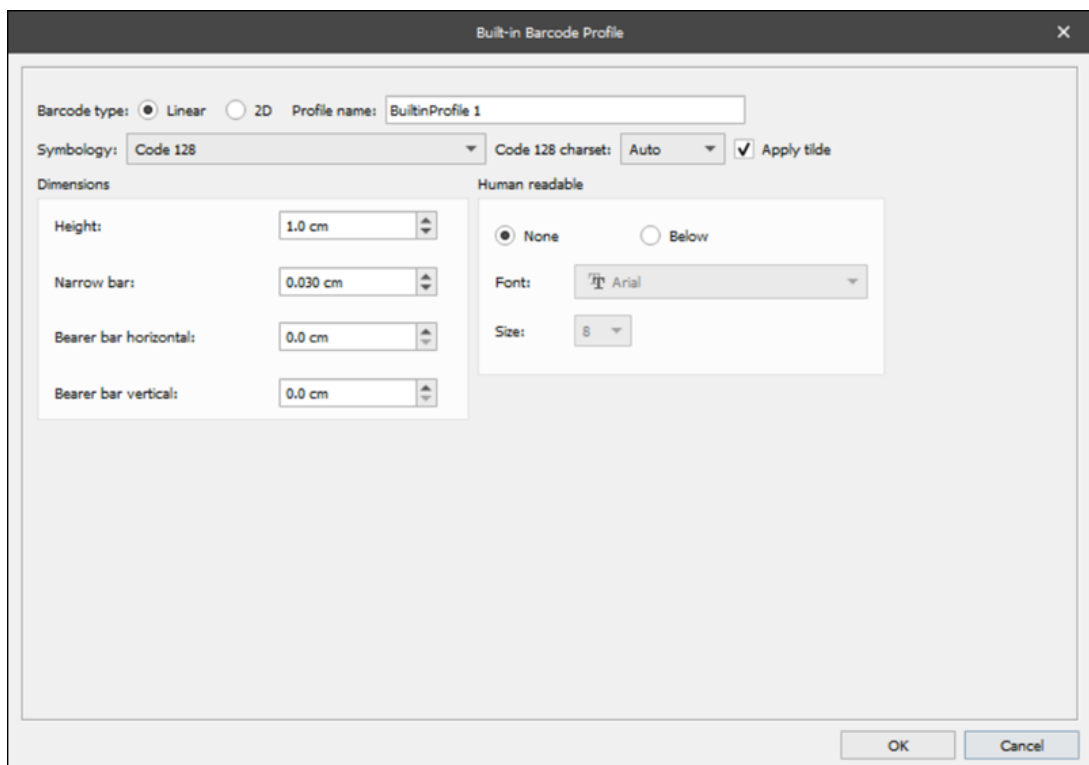 Built-in Barcode Profile
Barcode type: Linear 2D Profile name: BuiltinProfile 1
Symbology: Code 128 Code 128 charset: Auto Apply tilde
Dimensions Human readable
Height: 1.0 cm
None Below
Narrow bar: 0.030 cm Font: Arial
Bearer bar horizontal: 0.0 cm Size: 8
Bearer bar vertical: 0.0 cm
OK Cancel